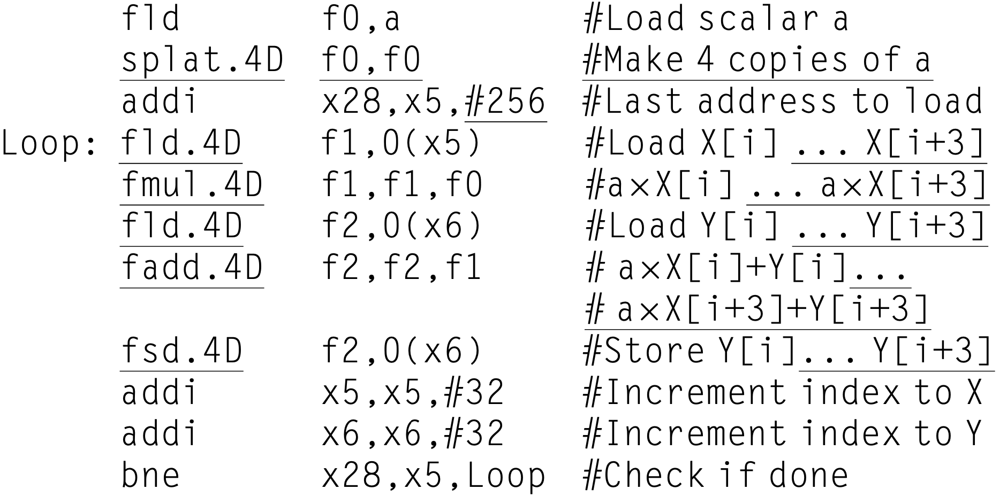 fld f0,a #Load scalar a
splat.4D f0,f0 #Make 4 copies of a
addi x28,x5,#256 #Last address to load
Loop: fld.4D f1,0(x5) #Load X[i] ... X[i+3]
fmul.4D f1,f1,f0 #a×X[i] ... a×X[i+3]
fld.4D f2,0(x6) #Load Y[i] ... Y[i+3]
fadd.4D f2,f2,f1 # a×X[i]+Y[i]...
# a×X[i+3]+Y[i+3]
fsd.4D f2,0(x6) #Store Y[i]... Y[i+3]
addi x5,x5,#32 #Increment index to X
addi x6,x6,#32 #Increment index to Y
bne x28,x5,Loop #Check if done